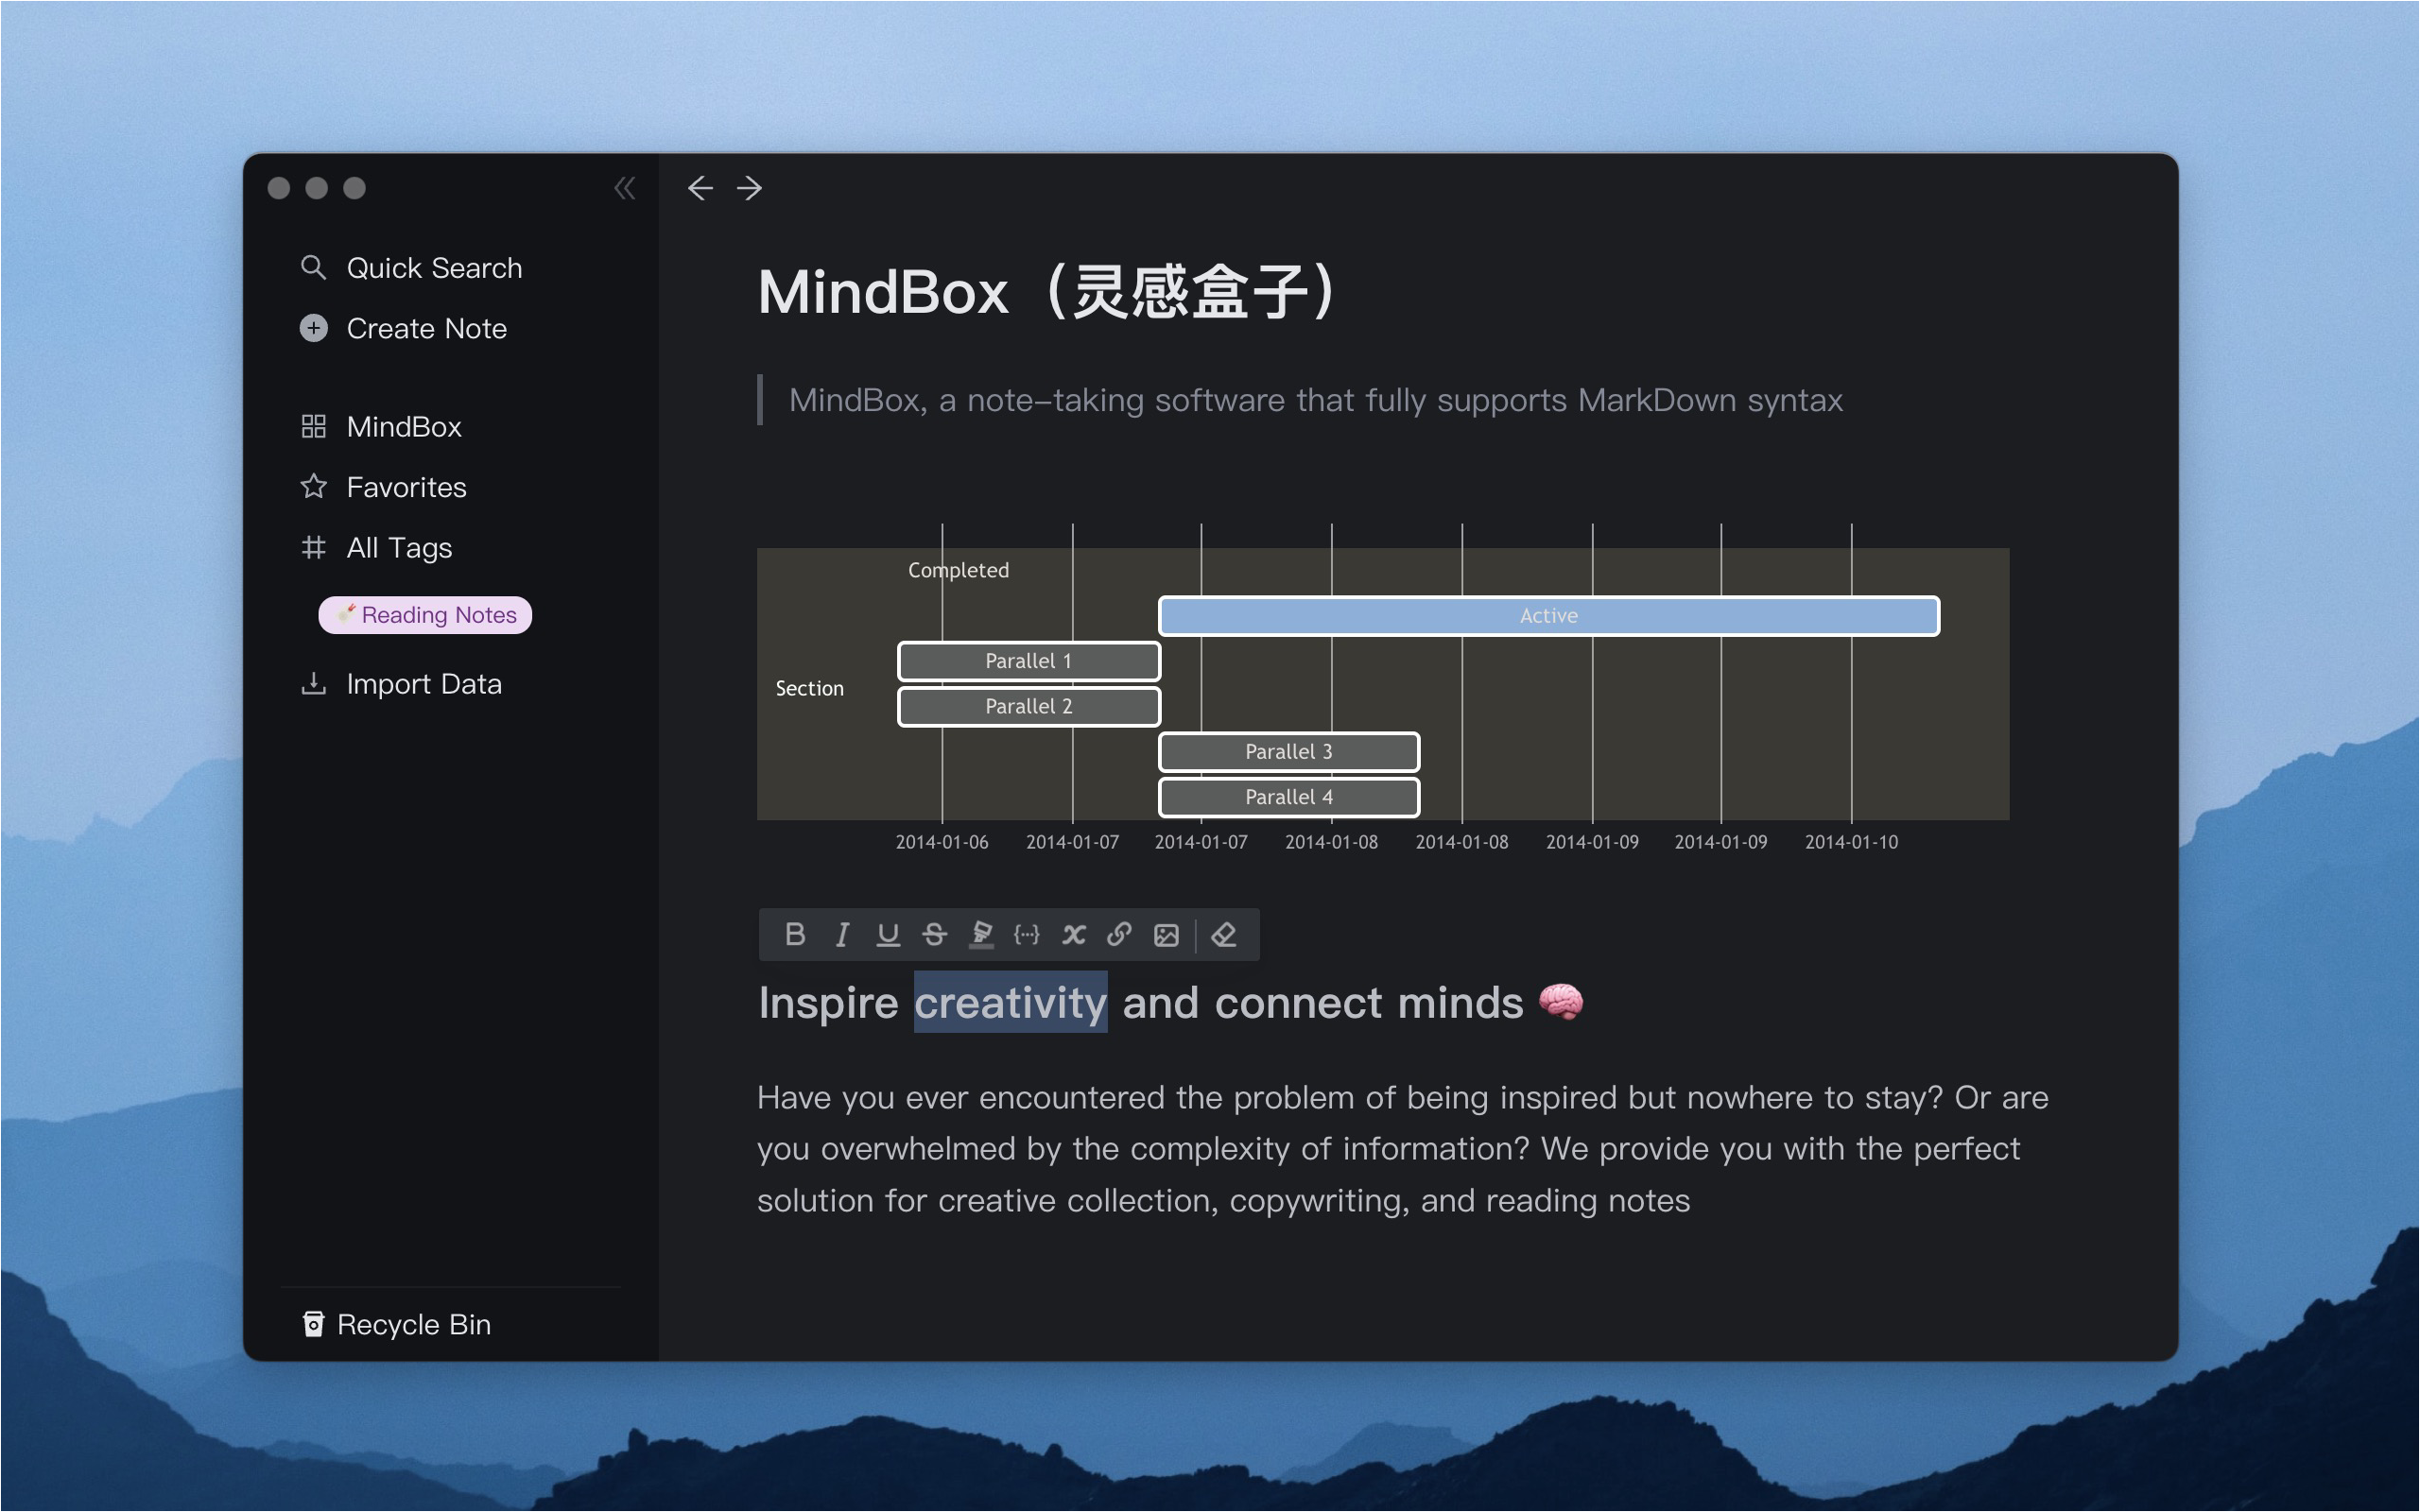 Quick Search
Create Note
MindBox
Favorites
All Tags
Reading Notes
Import Data
Recycle Bin
MindBox（灵感盒子）
MindBox, a note-taking software that fully supports MarkDown syntax
Completed
Active
Parallel 1
Section
Parallel 2
Parallel 3
Parallel 4
2014-01-06 2014-01-07 2014-01-07 2014-01-08 2014-01-08 2014-01-09 2014-01-09 2014-01-10
B I U S
Inspire creativity and connect minds 🧠
Have you ever encountered the problem of being inspired but nowhere to stay? Or are
you overwhelmed by the complexity of information? We provide you with the perfect
solution for creative collection, copywriting, and reading notes